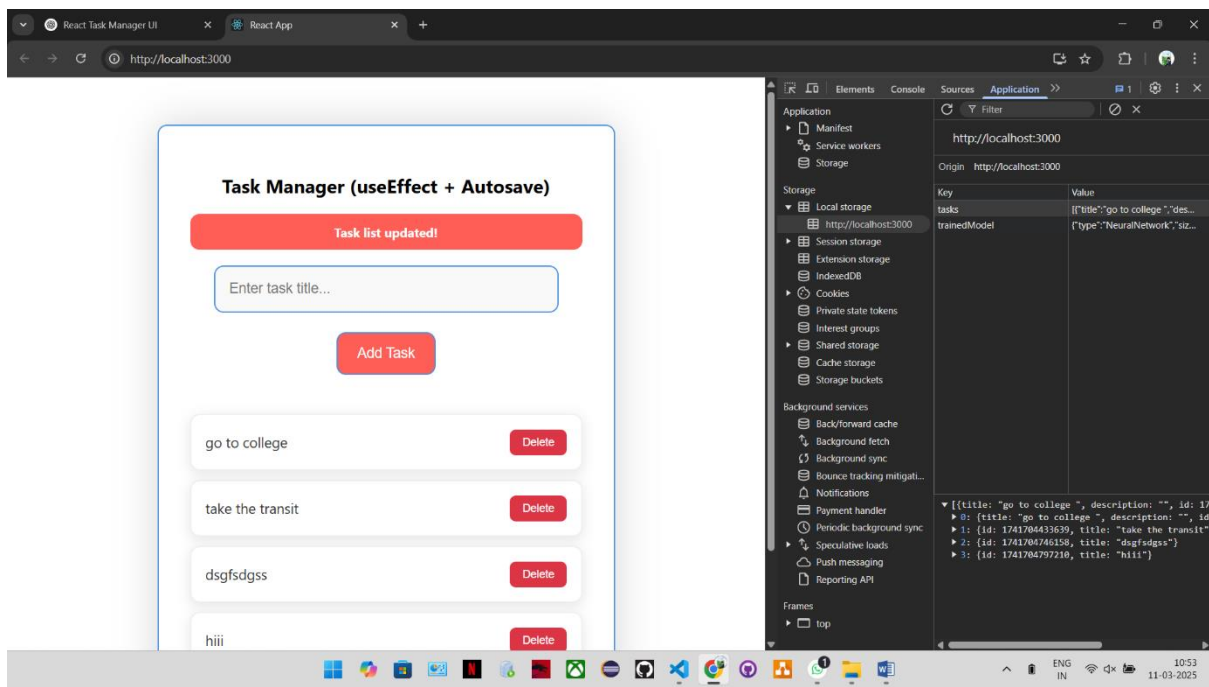 React Task Manager UI
React App
http://localhost:3000
Task Manager (useEffect + Autosave)
Task list updated!
Enter task title...
Add Task
go to college
Delete
take the transit
Delete
dsgfsdgss
Delete
hiii
Delete
Elements Console Sources Application
1
Application
Manifest
Service workers
Storage
Storage
Local storage
http://localhost:3000
Session storage
Extension storage
IndexedDB
Cookies
Private state tokens
Interest groups
Shared storage
Cache storage
Storage buckets
Background services
Back/forward cache
Background fetch
Background sync
Bounce tracking mitigati...
Notifications
Payment handler
Periodic background sync
Speculative loads
Push messaging
Reporting API
Frames
top
Filter
http://localhost:3000
Origin http://localhost:3000
Key Value
tasks [{"title":"go to college ","des...
trainedModel {"type":"NeuralNetwork","siz...
[{title: "go to college ", description: "", id: 17
0: {title: "go to college ", description: "", id
1: {id: 1741704433639, title: "take the transit"
2: {id: 1741704746158, title: "dsgfsdgss"}
3: {id: 1741704797210, title: "hiii"}
ENG
IN
10:53
11-03-2025